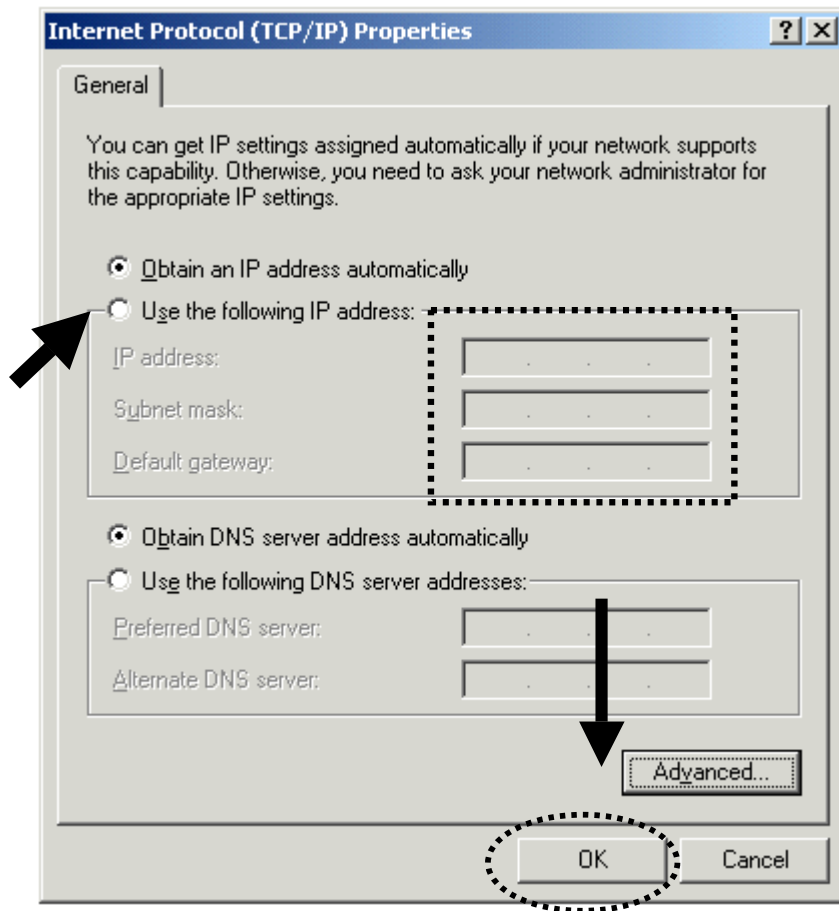 Internet Protocol (TCP/IP) Properties
General
You can get IP settings assigned automatically if your network supports
this capability. Otherwise, you need to ask your network administrator for
the appropriate IP settings.
Obtain an IP address automatically
Use the following IP address:
IP address:
Subnet mask:
Default gateway:
Obtain DNS server address automatically
Use the following DNS server addresses:
Preferred DNS server:
Alternate DNS server:
Advanced...
OK Cancel